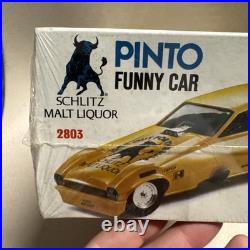 PINTO
FUNNY CAR
SCHLITZ
MALT LIQUOR
2803